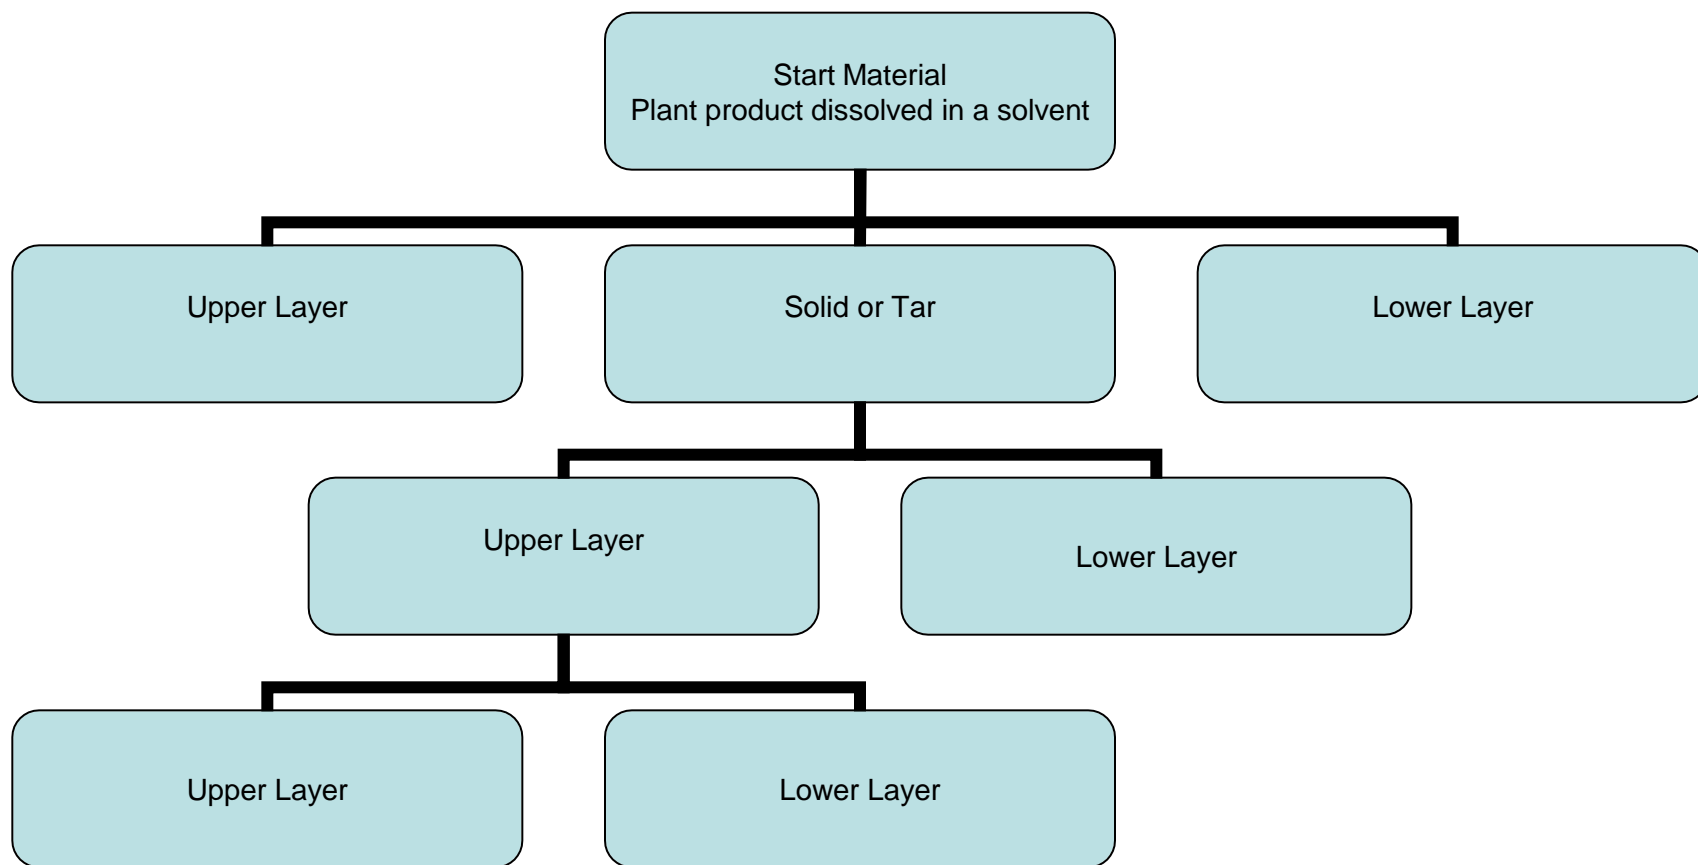 Start Material
Plant product dissolved in a solvent
Upper Layer
Solid or Tar
Lower Layer
Upper Layer
Lower Layer
Upper Layer
Lower Layer